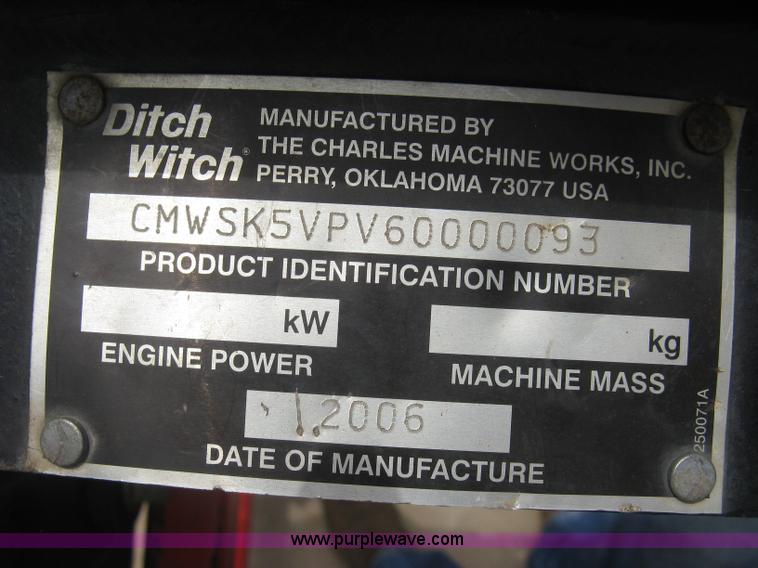 Ditch
Witch®
MANUFACTURED BY
THE CHARLES MACHINE WORKS, INC.
PERRY, OKLAHOMA 73077 USA
CMWSK5VPV60000093
PRODUCT IDENTIFICATION NUMBER
kW
ENGINE POWER
kg
MACHINE MASS
2006
DATE OF MANUFACTURE
250071A
www.purplewave.com